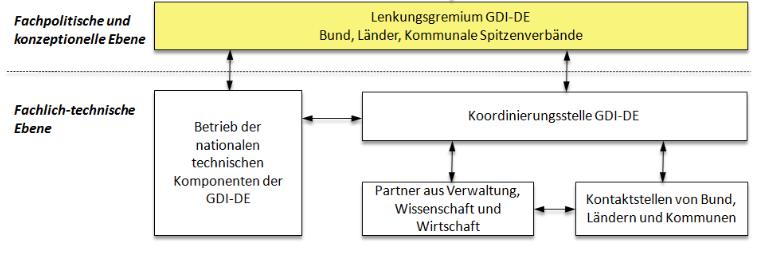 Fachpolitische und
konzeptionelle Ebene
Lenkungsgremium GDI-DE
Bund, Länder, Kommunale Spitzenverbände
Fachlich-technische
Ebene
Betrieb der
nationalen
technischen
Komponenten der
GDI-DE
Koordinierungsstelle GDI-DE
Partner aus Verwaltung,
Wissenschaft und
Wirtschaft
Kontaktstellen von Bund,
Ländern und Kommunen